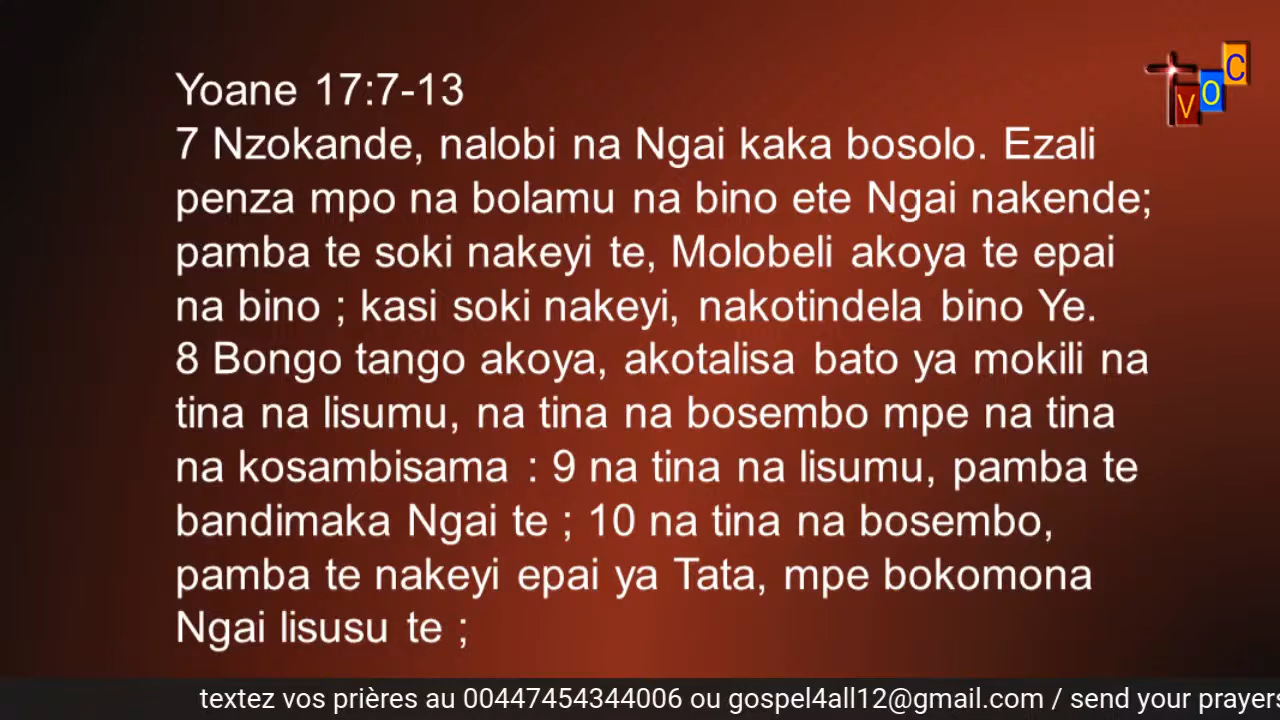 Yoane 17:7-13
7 Nzokande, nalobi na Ngai kaka bosolo. Ezali
penza mpo na bolamu na bino ete Ngai nakende;
pamba te soki nakeyi te, Molobeli akoya te epai
na bino ; kasi soki nakeyi, nakotindela bino Ye.
8 Bongo tango akoya, akotalisa bato ya mokili na
tina na lisumu, na tina na bosembo mpe na tina
na kosambisama : 9 na tina na lisumu, pamba te
bandimaka Ngai te ; 10 na tina na bosembo,
pamba te nakeyi epai ya Tata, mpe bokomona
Ngai lisusu te ;
V O C
textez vos prières au 00447454344006 ou gospel4all12@gmail.com / send your prayers